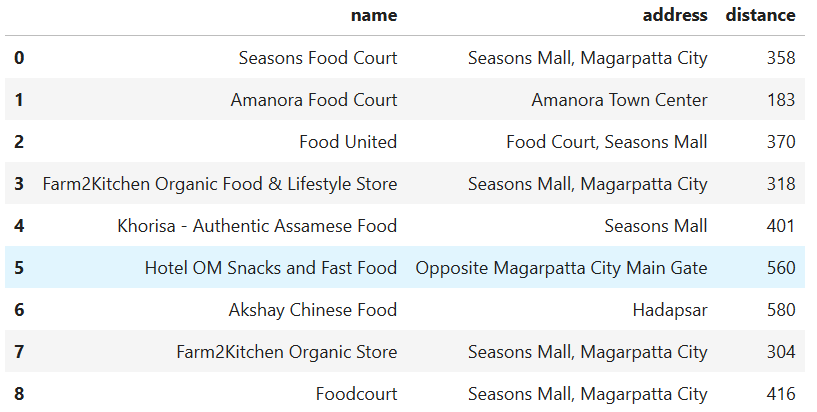 name address distance
0 Seasons Food Court Seasons Mall, Magarpatta City 358
1 Amanora Food Court Amanora Town Center 183
2 Food United Food Court, Seasons Mall 370
3 Farm2Kitchen Organic Food & Lifestyle Store Seasons Mall, Magarpatta City 318
4 Khorisa - Authentic Assamese Food Seasons Mall 401
5 Hotel OM Snacks and Fast Food Opposite Magarpatta City Main Gate 560
6 Akshay Chinese Food Hadapsar 580
7 Farm2Kitchen Organic Store Seasons Mall, Magarpatta City 304
8 Foodcourt Seasons Mall, Magarpatta City 416